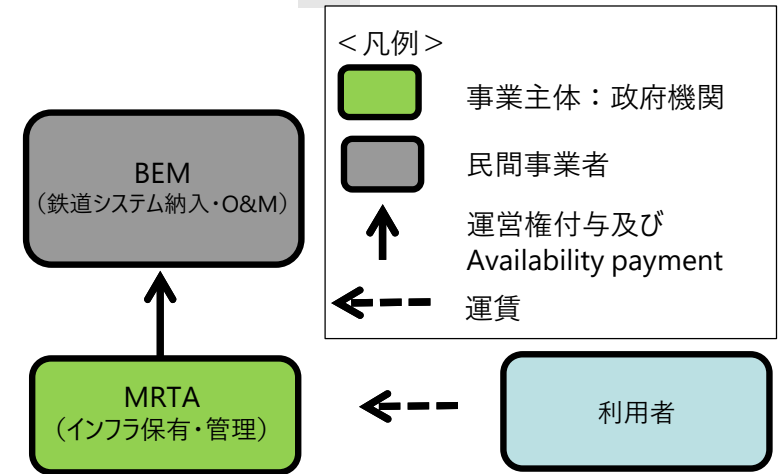 ＜凡例＞
事業主体：政府機関
民間事業者
運営権付与及び
Availability payment
運賃
BEM
（鉄道システム納入・O&M）
MRTA
（インフラ保有・管理）
利用者